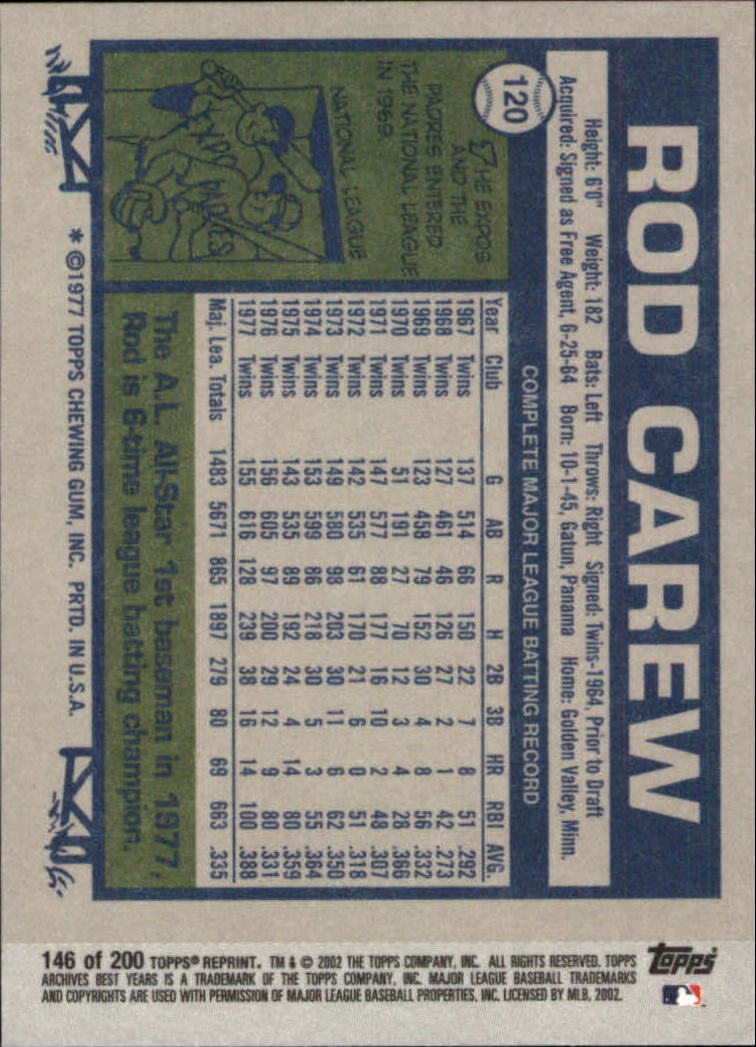 ROD CAREW
Height: 6'0" Weight: 182 Bats: Left Throws: Right Signed: Twins-1964, Prior to Draft
Acquired: Signed as Free Agent, 6-25-64 Born: 10-1-45, Gatun, Panama Home: Golden Valley, Minn.
120
COMPLETE MAJOR LEAGUE BATTING RECORD
THE EXPOS
AND THE
PADRES ENTERED
THE NATIONAL LEAGUE
IN 1969.
NATIONAL LEAGUE
EXPOS
PADRES
Year Club G AB R H 2B 3B HR RBI AVG.
1967 Twins 137 514 66 150 22 7 8 51 .292
1968 Twins 127 461 46 126 27 2 1 42 .273
1969 Twins 123 458 79 152 30 4 8 56 .332
1970 Twins 51 191 27 70 12 3 4 28 .366
1971 Twins 147 577 88 177 16 10 2 48 .307
1972 Twins 142 535 61 170 21 6 0 51 .318
1973 Twins 149 580 98 203 30 11 6 62 .350
1974 Twins 153 599 86 218 30 5 3 55 .364
1975 Twins 143 535 89 192 24 4 14 80 .359
1976 Twins 156 605 97 200 29 12 9 80 .331
1977 Twins 155 616 128 239 38 16 14 100 .388
Maj. Lea. Totals 1483 5671 865 1897 279 80 69 663 .335
The A.L. All-Star 1st baseman in 1977,
Rod is 6-time league batting champion.
* ©1977 TOPPS CHEWING GUM, INC. PRTD. IN U.S.A.
Topps
146 of 200 TOPPS® REPRINT. TM & © 2002 THE TOPPS COMPANY, INC. ALL RIGHTS RESERVED. TOPPS
ARCHIVES BEST YEARS IS A TRADEMARK OF THE TOPPS COMPANY, INC. MAJOR LEAGUE BASEBALL TRADEMARKS
AND COPYRIGHTS ARE USED WITH PERMISSION OF MAJOR LEAGUE BASEBALL PROPERTIES, INC. LICENSED BY MLB, 2002.